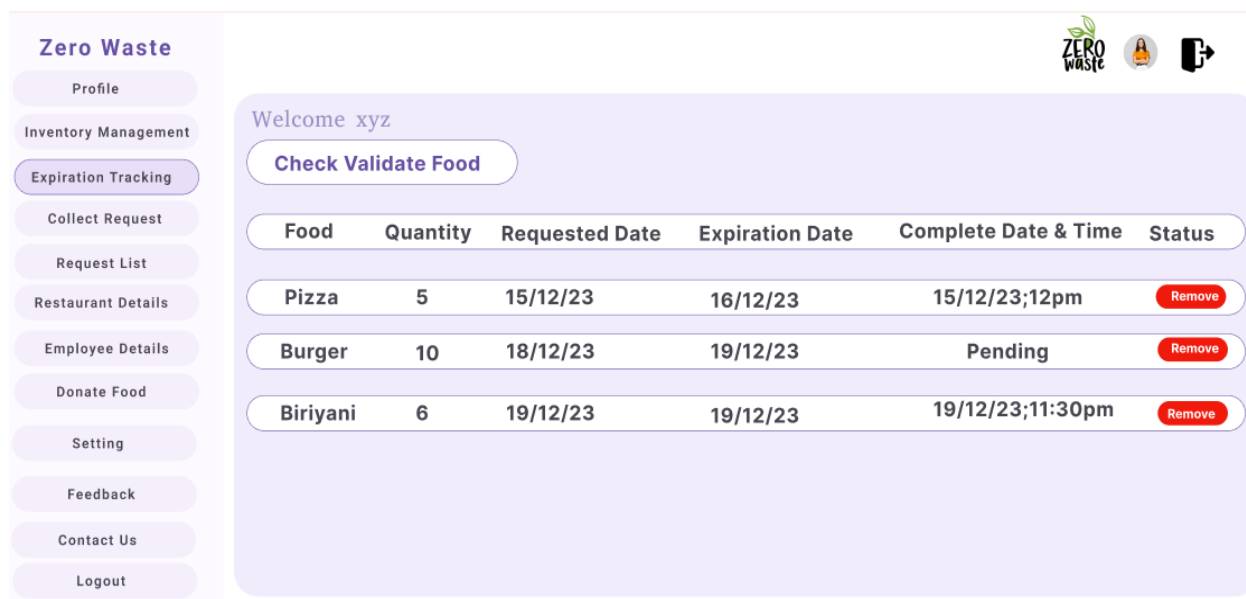 Zero Waste
ZERO
waste
Profile
Inventory Management
Expiration Tracking
Collect Request
Request List
Restaurant Details
Employee Details
Donate Food
Setting
Feedback
Contact Us
Logout
Welcome xyz
Check Validate Food
Food Quantity Requested Date Expiration Date Complete Date & Time Status
Pizza 5 15/12/23 16/12/23 15/12/23;12pm Remove
Burger 10 18/12/23 19/12/23 Pending Remove
Biriyani 6 19/12/23 19/12/23 19/12/23;11:30pm Remove